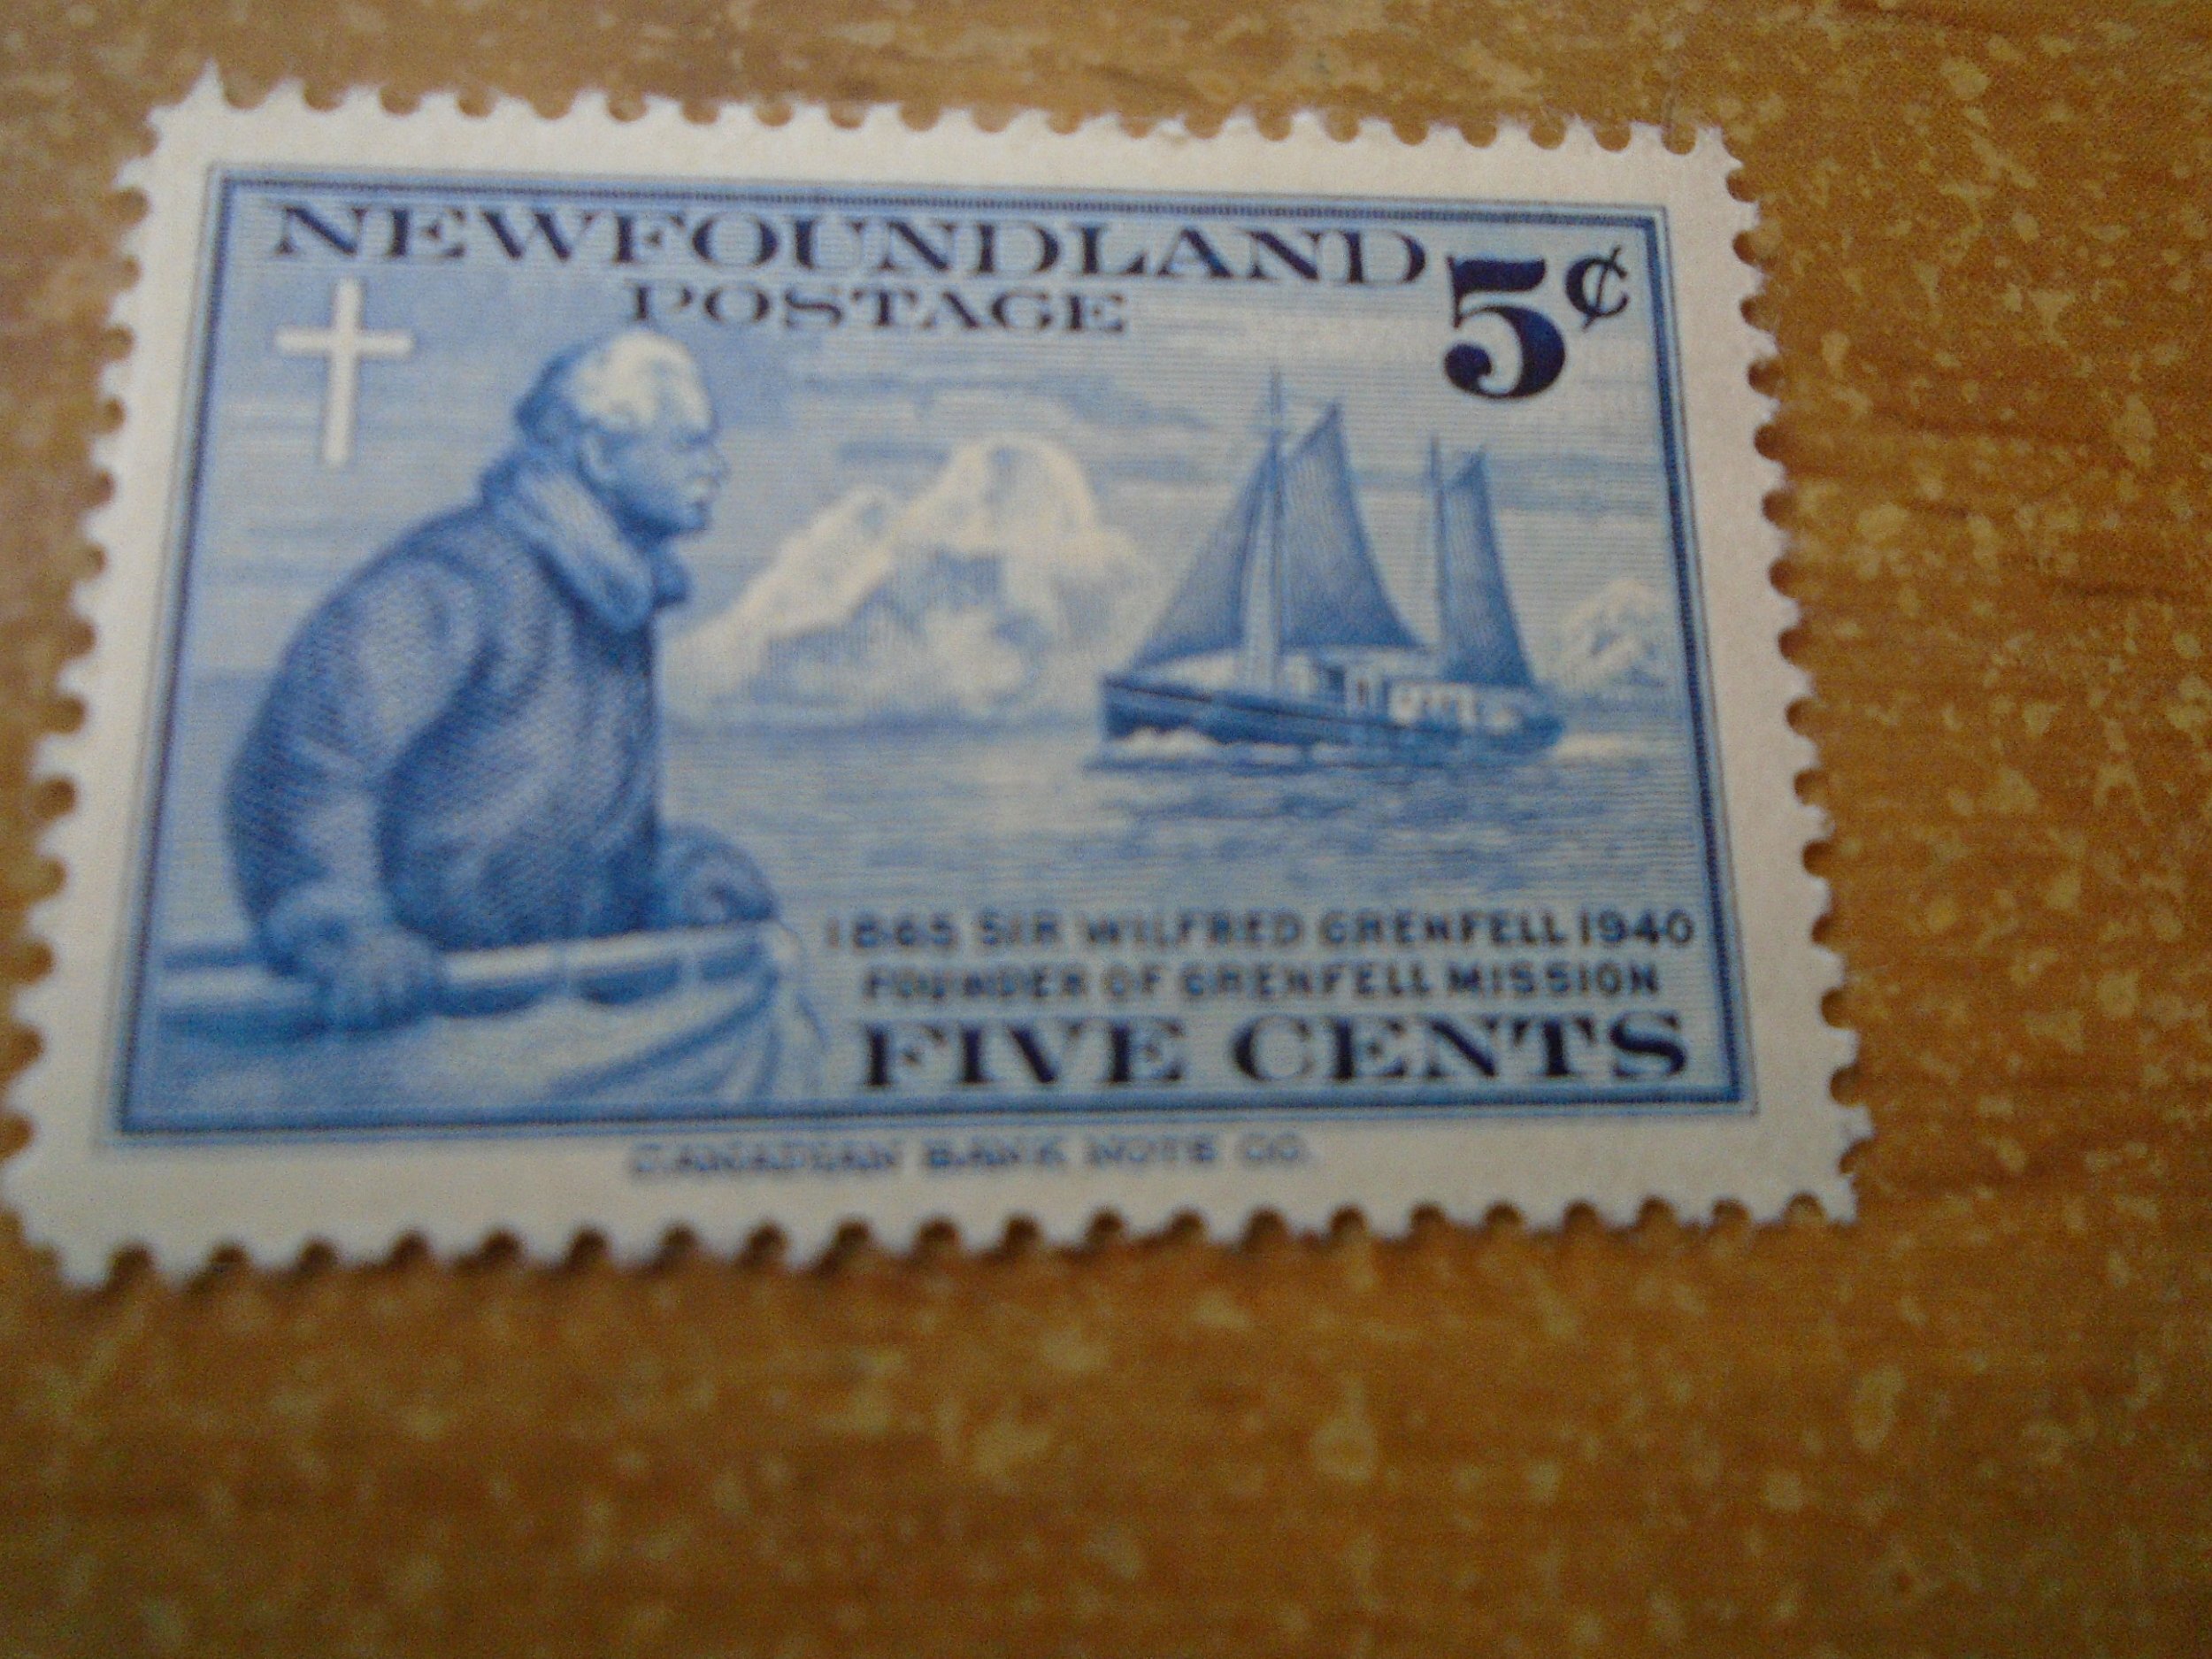 NEWFOUNDLAND
POSTAGE
5¢
1865 SIR WILFRED GRENFELL 1940
FOUNDER OF GRENFELL MISSION
FIVE CENTS
CANADIAN BANK NOTE CO.